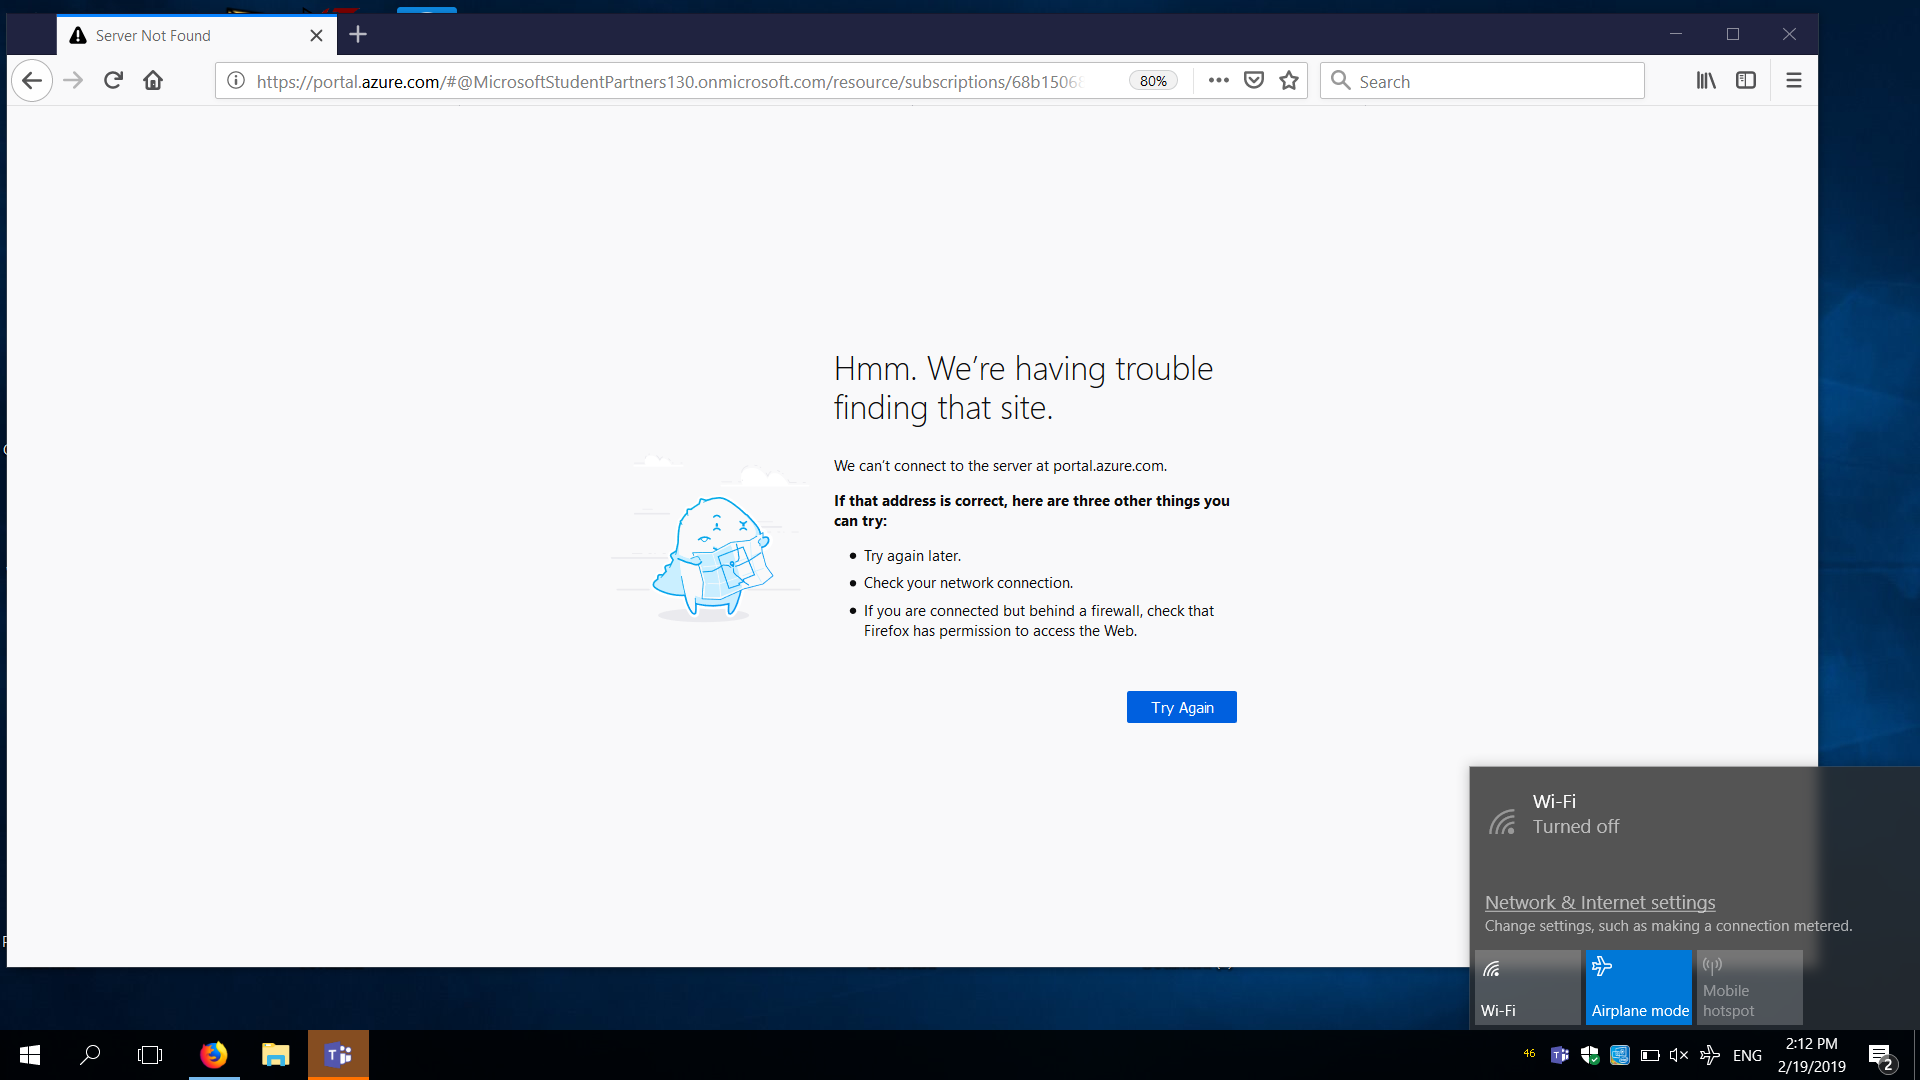 Server Not Found
https://portal.azure.com/#@MicrosoftStudentPartners130.onmicrosoft.com/resource/subscriptions/68b15068
80%
Search
Hmm. We’re having trouble
finding that site.
We can’t connect to the server at portal.azure.com.
If that address is correct, here are three other things you
can try:
Try again later.
Check your network connection.
If you are connected but behind a firewall, check that
Firefox has permission to access the Web.
Try Again
Wi-Fi
Turned off
Network & Internet settings
Change settings, such as making a connection metered.
Wi-Fi
Airplane mode
Mobile
hotspot
46
ENG
2:12 PM
2/19/2019
2